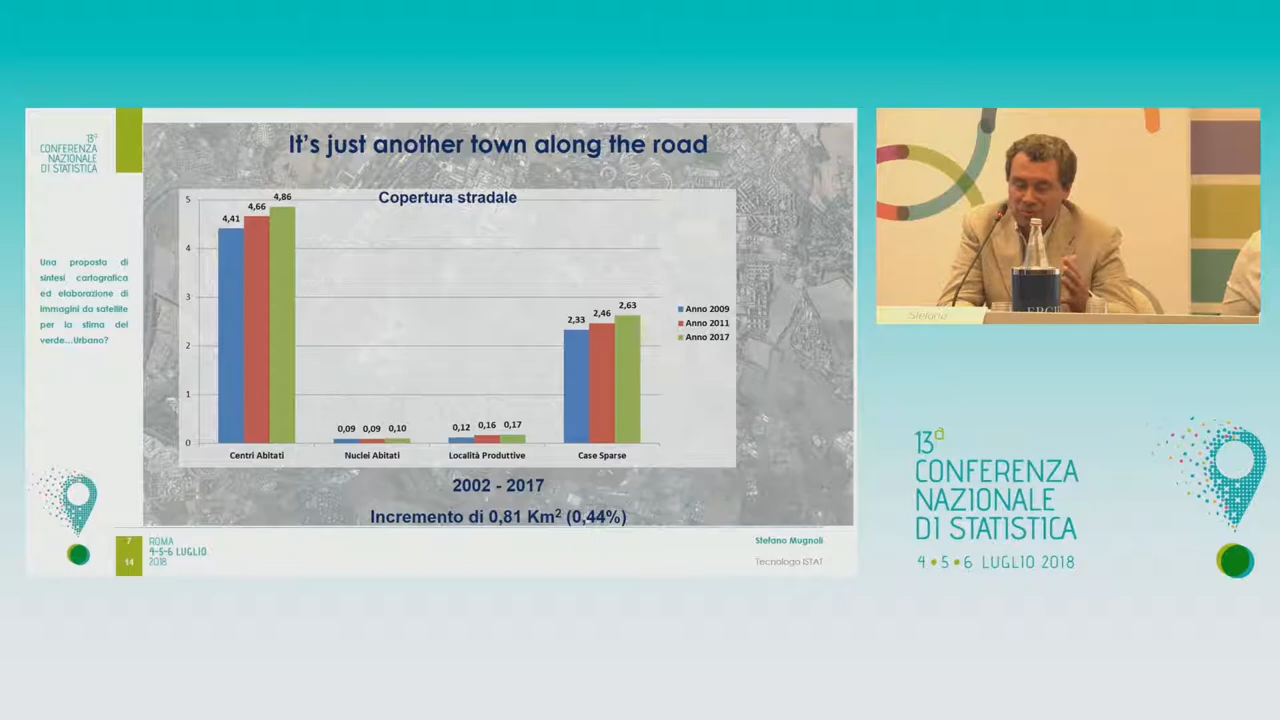 13ª
CONFERENZA
NAZIONALE
DI STATISTICA
Una proposta di
sintesi cartografica
ed elaborazione di
immagini da satellite
per la stima del
verde...Urbano?
It's just another town along the road
Copertura stradale
5
4
3
2
1
0
4,41
4,66
4,86
0,09
0,09
0,10
0,12
0,16
0,17
2,33
2,46
2,63
Centri Abitati
Nuclei Abitati
Località Produttive
Case Sparse
Anno 2009
Anno 2011
Anno 2017
2002 - 2017
Incremento di 0,81 Km² (0,44%)
7
14
ROMA
4-5-6 LUGLIO
2018
Stefano Mugnoli
Tecnologo ISTAT
Stefano
13ª
CONFERENZA
NAZIONALE
DI STATISTICA
4 • 5 • 6 LUGLIO 2018